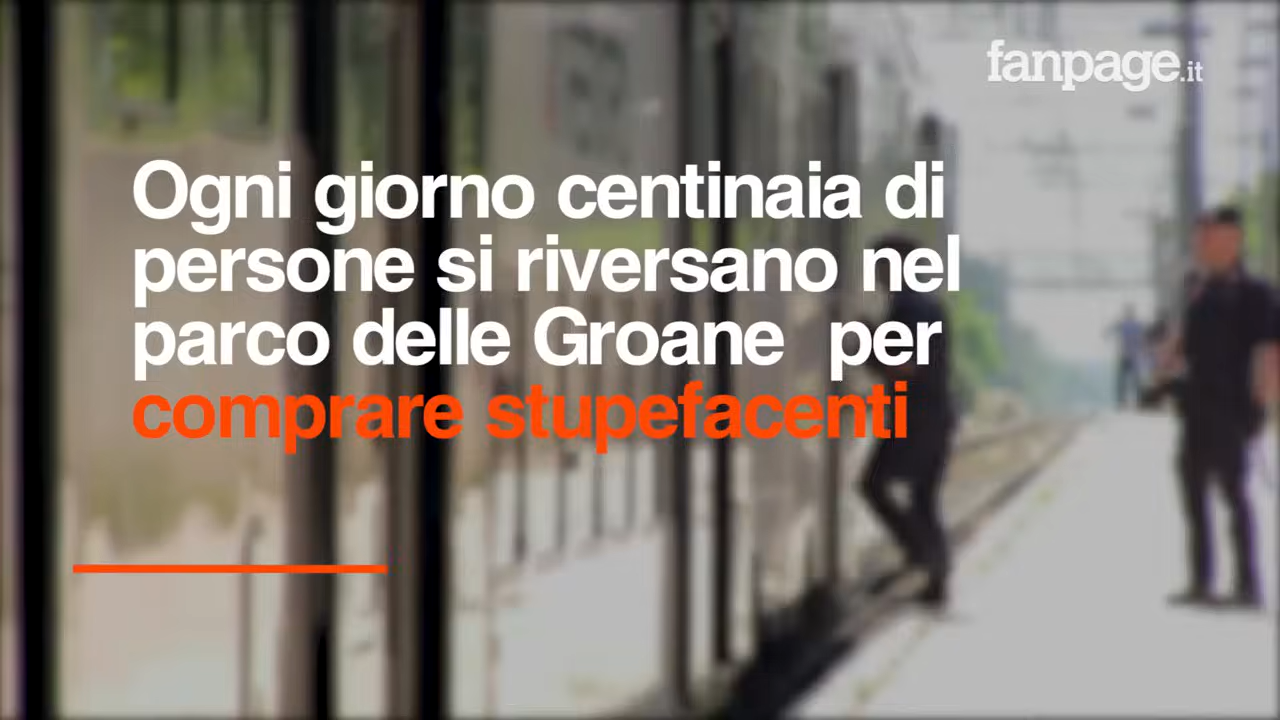 fanpage.it
Ogni giorno centinaia di
persone si riversano nel
parco delle Groane  per
comprare stupefacenti